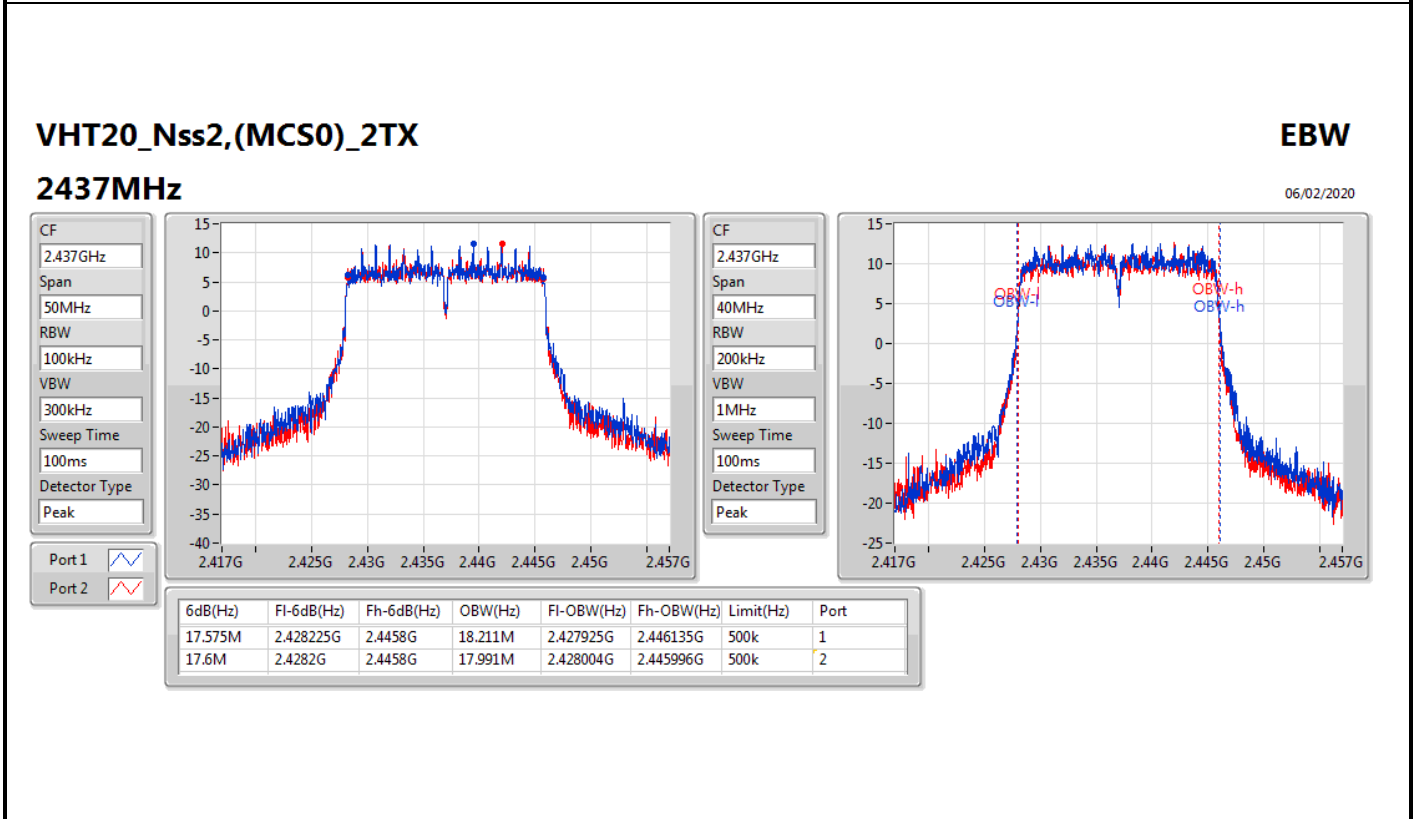 VHT20_Nss2,(MCS0)_2TX
EBW
2437MHz
06/02/2020
CF
2.437GHz
Span
50MHz
RBW
100kHz
VBW
300kHz
Sweep Time
100ms
Detector Type
Peak
Port 1
Port 2
15
10
5
0
-5
-10
-15
-20
-25
-30
-35
-40
2.417G 2.425G 2.43G 2.435G 2.44G 2.445G 2.45G 2.457G
CF
2.437GHz
Span
40MHz
RBW
200kHz
VBW
1MHz
Sweep Time
100ms
Detector Type
Peak
15
10
5
0
-5
-10
-15
-20
-25
OBW-l
OBW-l
OBW-h
OBW-h
2.417G 2.425G 2.43G 2.435G 2.44G 2.445G 2.45G 2.457G
6dB(Hz) Fl-6dB(Hz) Fh-6dB(Hz) OBW(Hz) Fl-OBW(Hz) Fh-OBW(Hz) Limit(Hz) Port
17.575M 2.428225G 2.4458G 18.211M 2.427925G 2.446135G 500k 1
17.6M 2.4282G 2.4458G 17.991M 2.428004G 2.445996G 500k 2